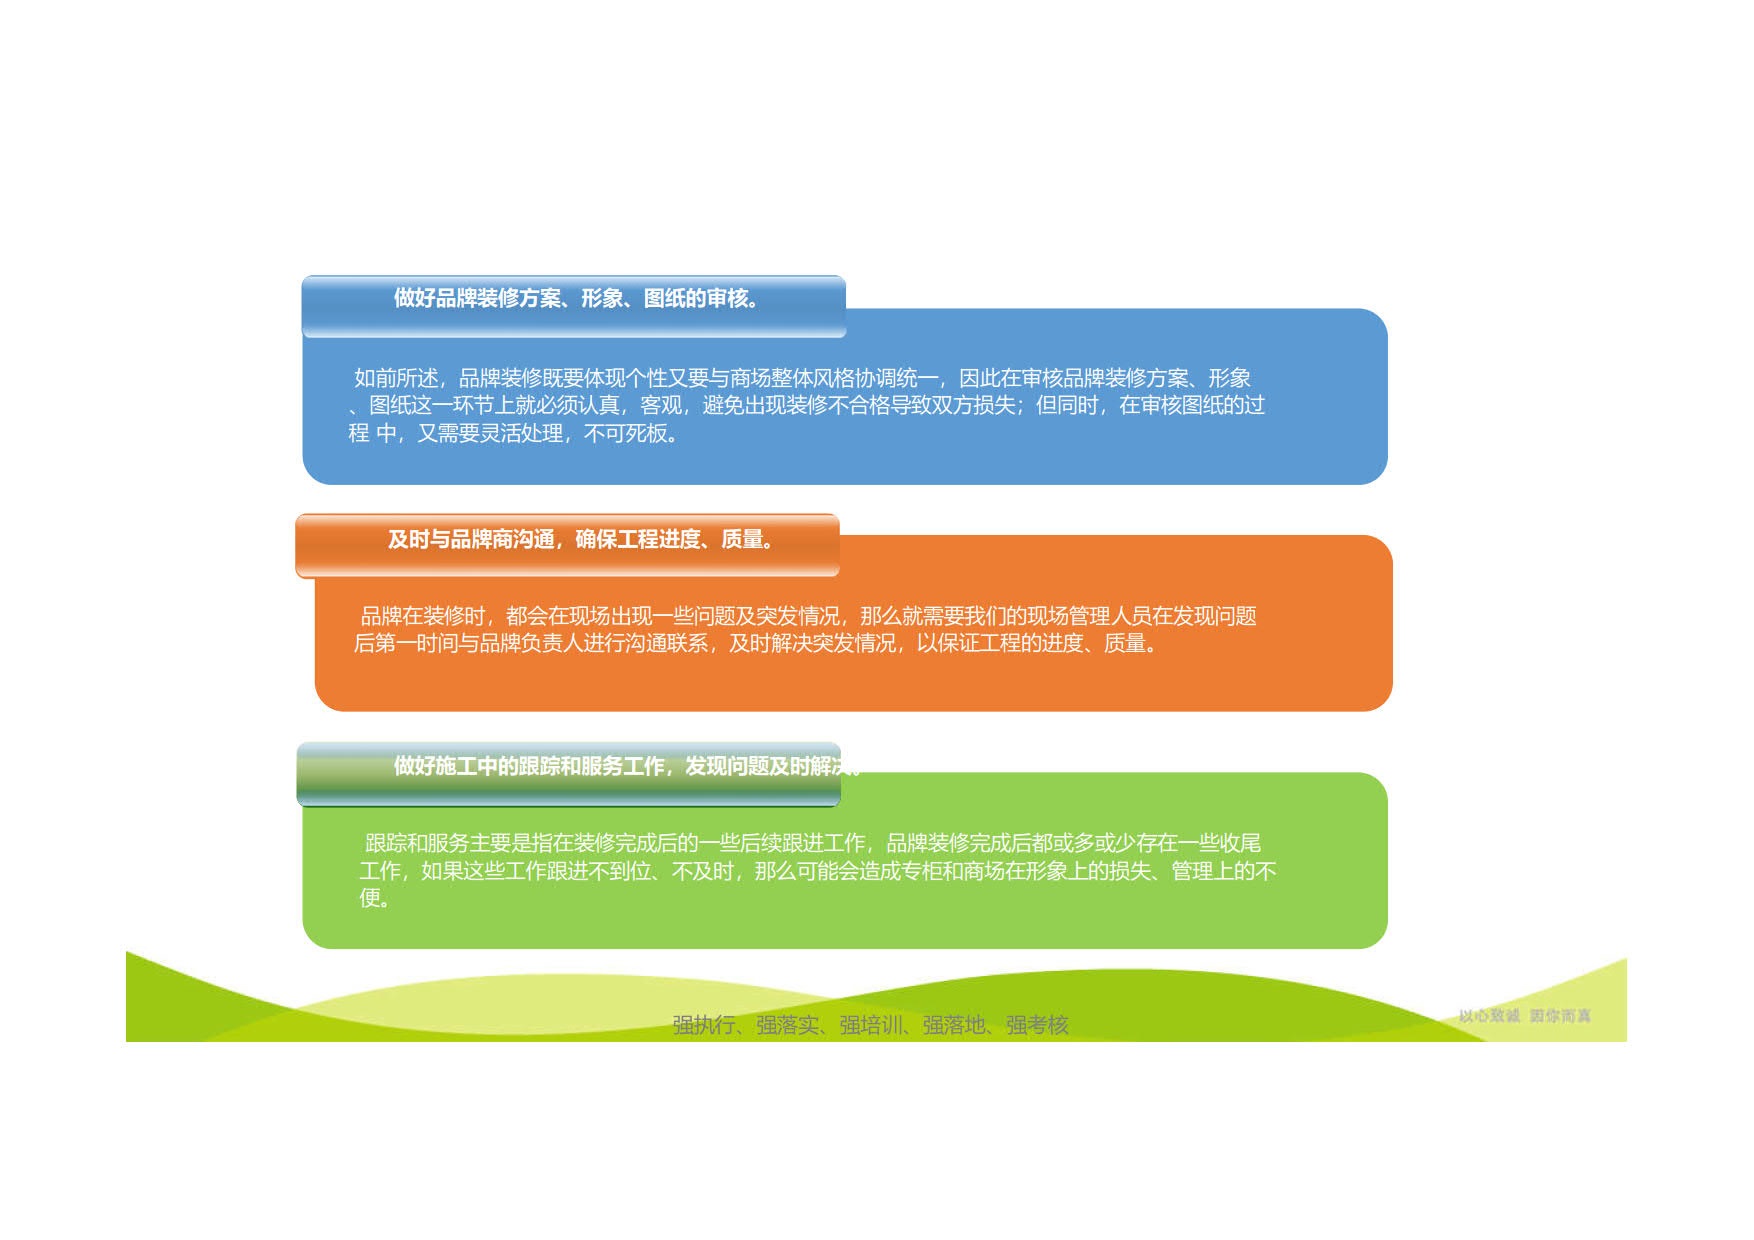 做好品牌装修方案、形象、图纸的审核。
如前所述，品牌装修既要体现个性又要与商场整体风格协调统一，因此在审核品牌装修方案、形象
、图纸这一环节上就必须认真，客观，避免出现装修不合格导致双方损失；但同时，在审核图纸的过
程 中，又需要灵活处理，不可死板。
及时与品牌商沟通，确保工程进度、质量。
品牌在装修时，都会在现场出现一些问题及突发情况，那么就需要我们的现场管理人员在发现问题
后第一时间与品牌负责人进行沟通联系，及时解决突发情况，以保证工程的进度、质量。
做好施工中的跟踪和服务工作，发现问题及时解决。
跟踪和服务主要是指在装修完成后的一些后续跟进工作，品牌装修完成后都或多或少存在一些收尾
工作，如果这些工作跟进不到位、不及时，那么可能会造成专柜和商场在形象上的损失、管理上的不
便。
强执行、强落实、强培训、强落地、强考核
以心致诚 因你而真